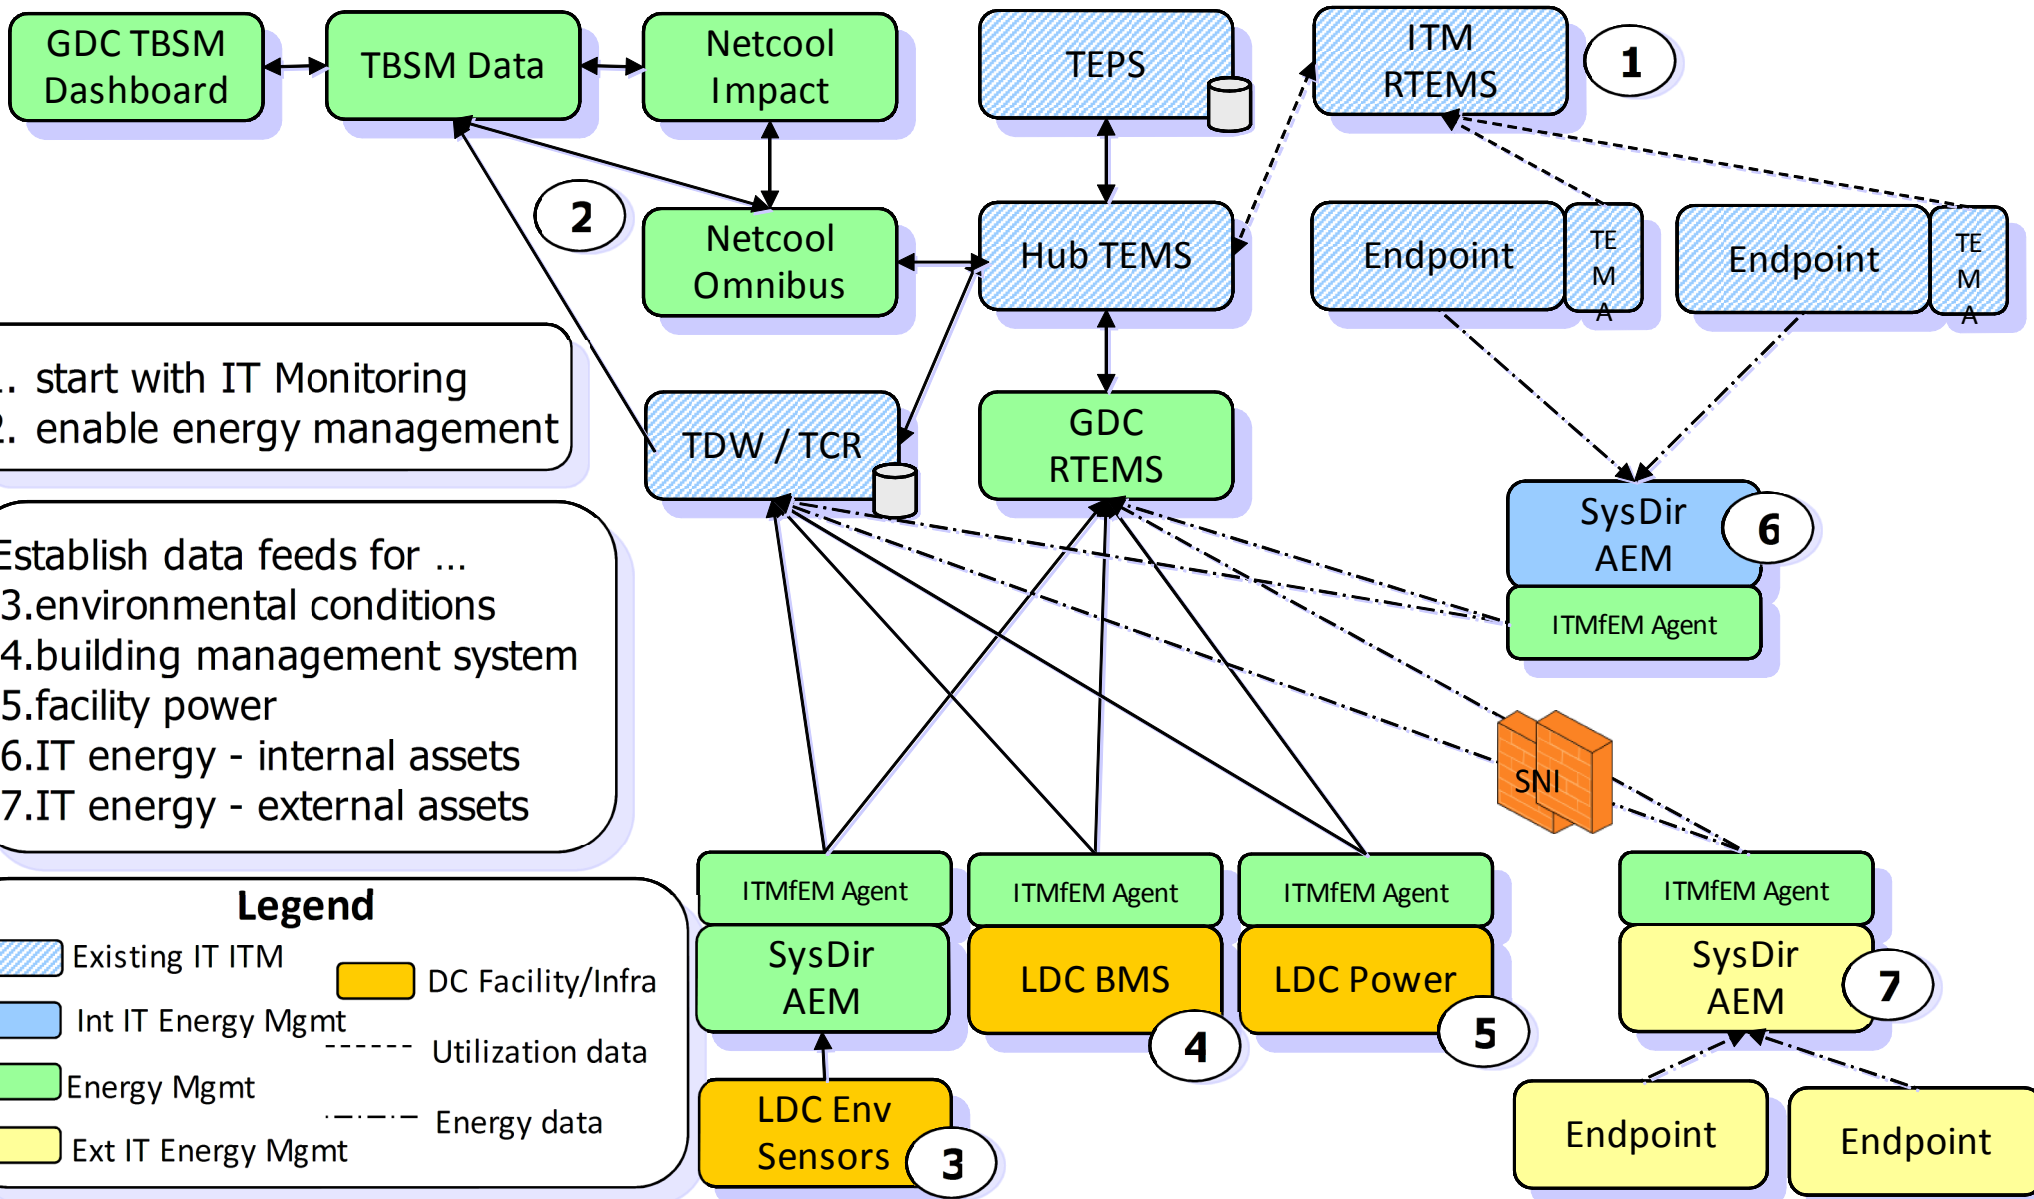 GDC TBSM
Dashboard
TBSM Data
Netcool
Impact
TEPS
ITM
RTEMS
1
2
Netcool
Omnibus
Hub TEMS
Endpoint
TE
M
A
Endpoint
TE
M
A
. start with IT Monitoring
2. enable energy management
TDW / TCR
GDC
RTEMS
SysDir
AEM
6
ITMfEM Agent
Establish data feeds for ...
3.environmental conditions
4.building management system
5.facility power
6.IT energy - internal assets
7.IT energy - external assets
SNI
Legend
Existing IT ITM
Int IT Energy Mgmt
Energy Mgmt
Ext IT Energy Mgmt
DC Facility/Infra
Utilization data
Energy data
ITMfEM Agent
SysDir
AEM
LDC Env
Sensors
3
ITMfEM Agent
LDC BMS
4
ITMfEM Agent
LDC Power
5
ITMfEM Agent
SysDir
AEM
7
Endpoint
Endpoint